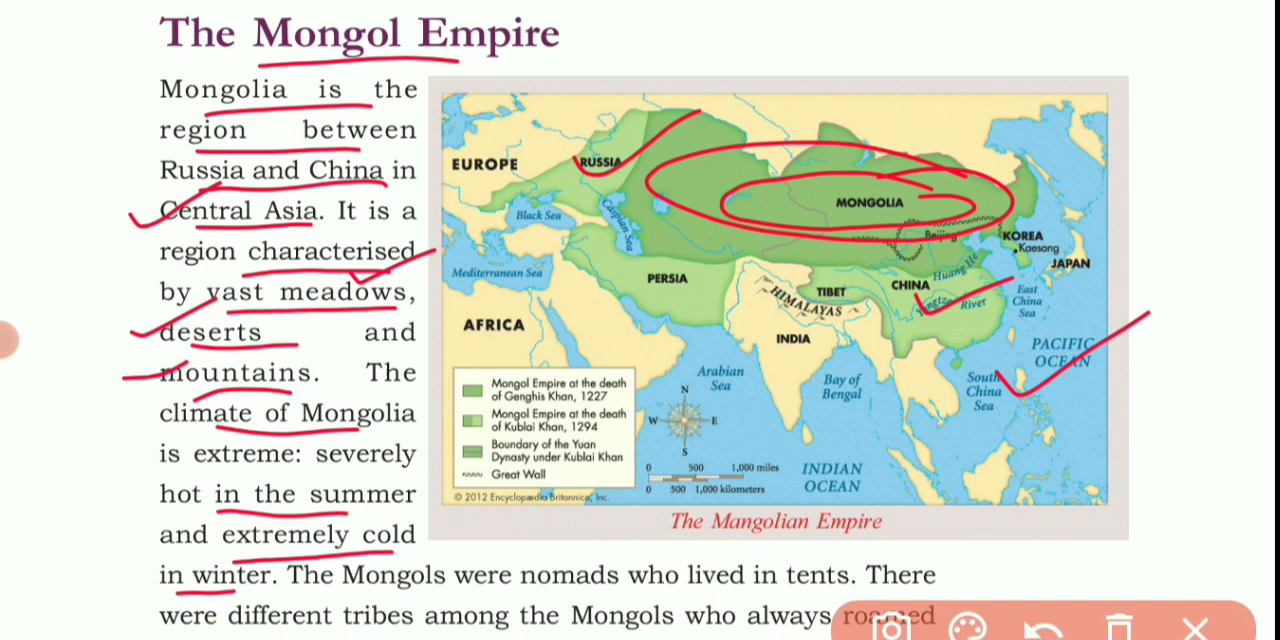 The Mongol Empire
Mongolia is the
region between
Russia and China in
Central Asia. It is a
region characterised
by vast meadows,
deserts and
mountains. The
climate of Mongolia
is extreme: severely
hot in the summer
and extremely cold
in winter. The Mongols were nomads who lived in tents. There
were different tribes among the Mongols who always roamed
EUROPE
RUSSIA
MONGOLIA
Black Sea
Caspian Sea
Beijing
KOREA
Kaesong
JAPAN
Mediterranean Sea
PERSIA
HIMALAYAS
TIBET
CHINA
Huang He
Yangtze River
East
China
Sea
AFRICA
INDIA
PACIFIC
OCEAN
Arabian
Sea
Bay of
Bengal
South
China
Sea
N
W
E
S
Mongol Empire at the death
of Genghis Khan, 1227
Mongol Empire at the death
of Kublai Khan, 1294
Boundary of the Yuan
Dynasty under Kublai Khan
Great Wall
0 500 1,000 miles
0 500 1,000 kilometers
INDIAN
OCEAN
© 2012 Encyclopædia Britannica, Inc.
The Mangolian Empire